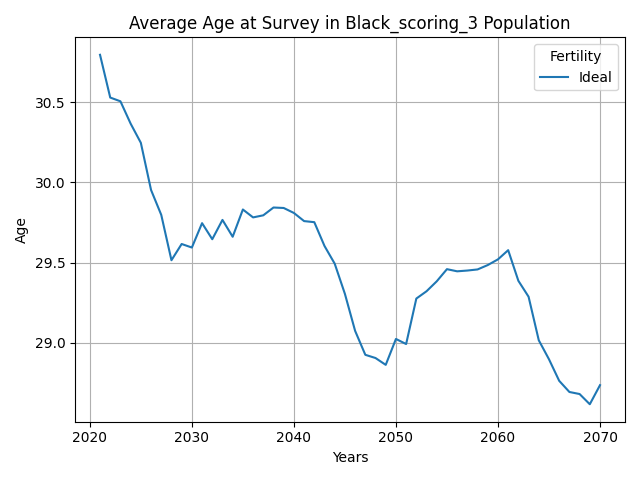 Average Age at Survey in Black_scoring_3 Population
Fertility
Ideal
30.5
30.0
29.5
29.0
Age
2020 2030 2040 2050 2060 2070
Years